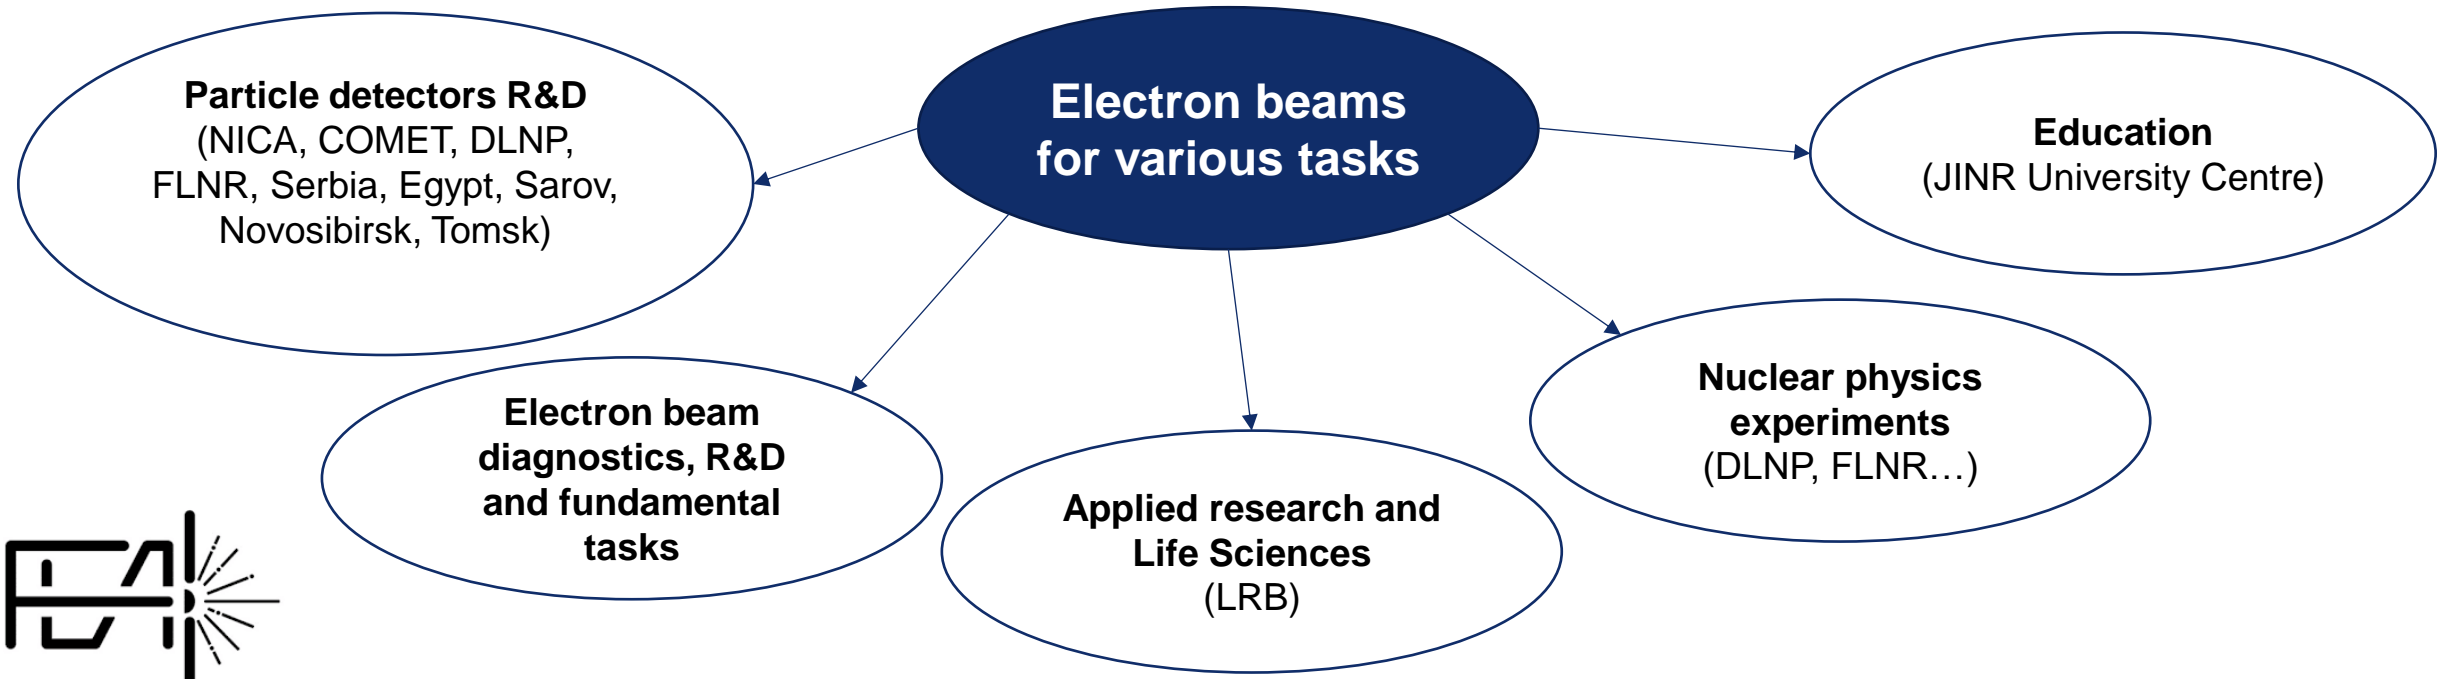 Electron beams
for various tasks
Particle detectors R&D
(NICA, COMET, DLNP,
FLNR, Serbia, Egypt, Sarov,
Novosibirsk, Tomsk)
Education
(JINR University Centre)
Electron beam
diagnostics, R&D
and fundamental
tasks
Applied research and
Life Sciences
(LRB)
Nuclear physics
experiments
(DLNP, FLNR…)